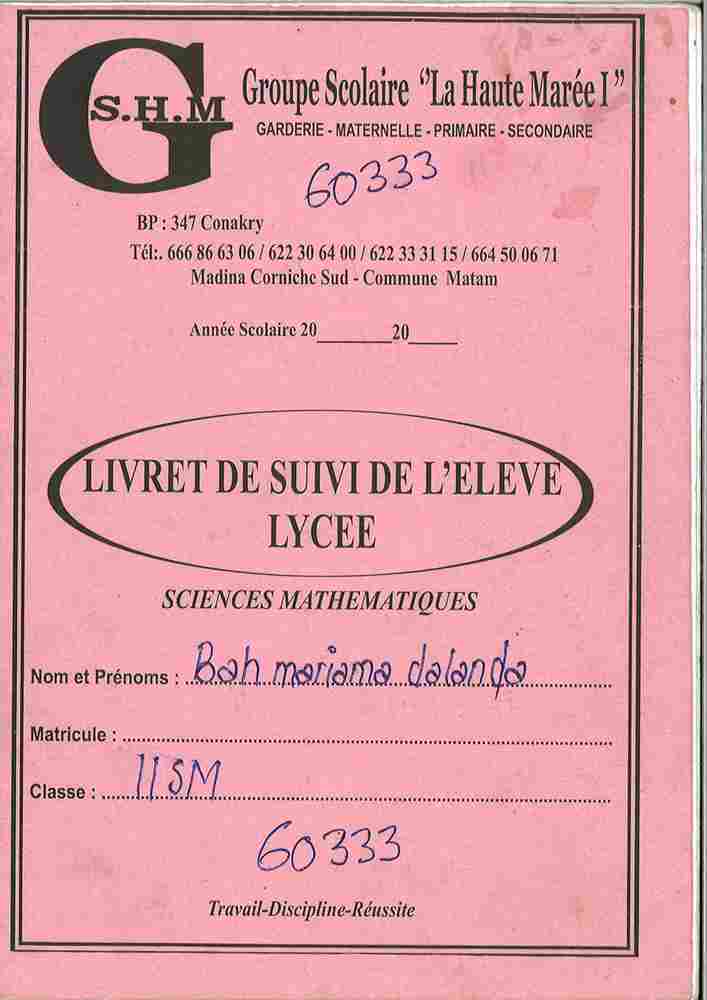 G S.H.M
Groupe Scolaire "La Haute Marée I"
GARDERIE - MATERNELLE - PRIMAIRE - SECONDAIRE
60333
BP : 347 Conakry
Tél:. 666 86 63 06 / 622 30 64 00 / 622 33 31 15 / 664 50 06 71
Madina Corniche Sud - Commune Matam
Année Scolaire 20________20_____
LIVRET DE SUIVI DE L'ELEVE
LYCEE
SCIENCES MATHEMATIQUES
Nom et Prénoms : Bah mariama dalanda
Matricule :
Classe : 11SM
60333
Travail-Discipline-Réussite